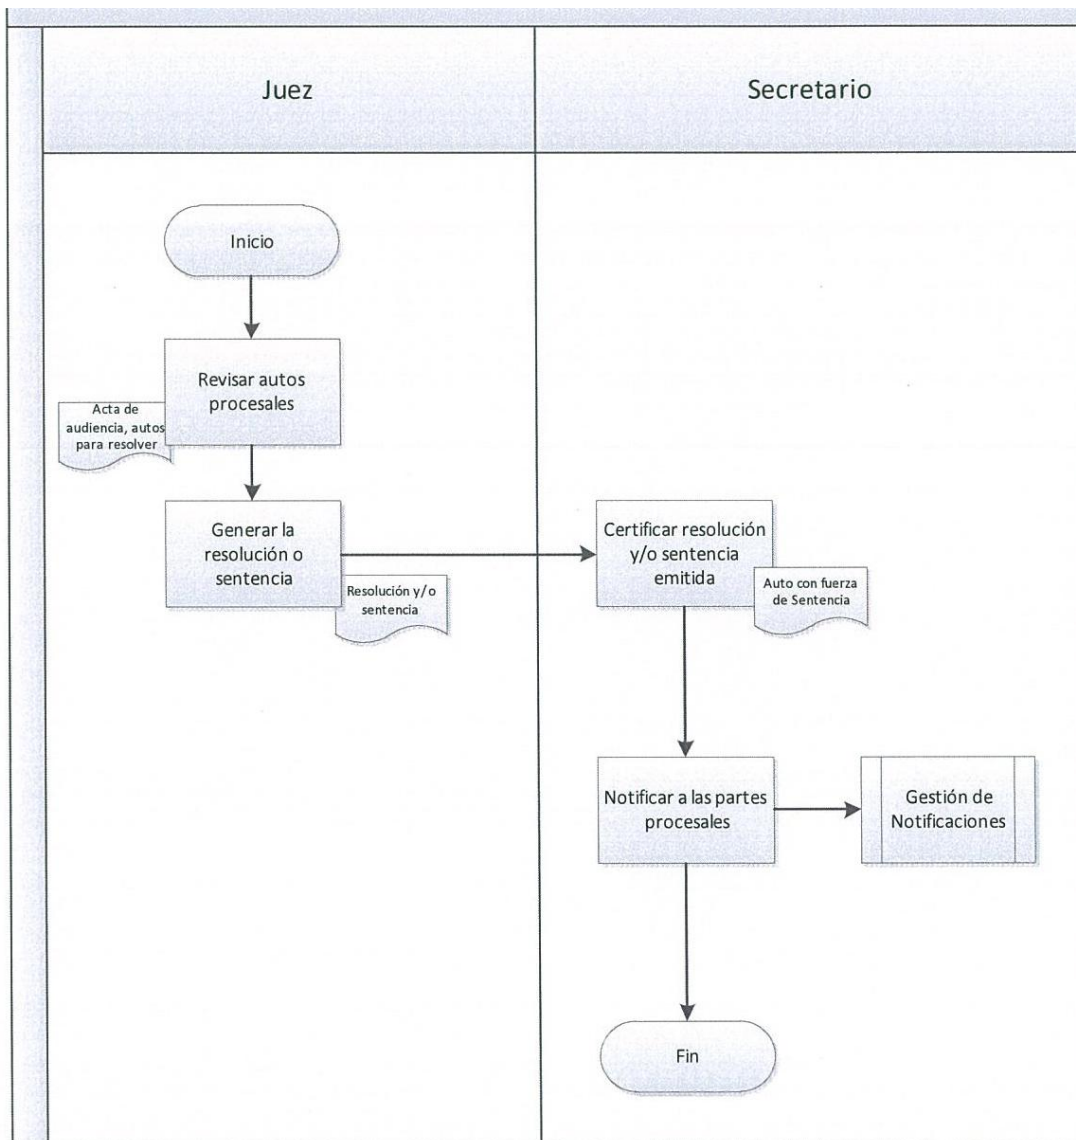 Juez
Secretario
Inicio
Revisar autos
procesales
Acta de
audiencia, autos
para resolver
Generar la
resolución o
sentencia
Resolución y/o
sentencia
Certificar resolución
y/o sentencia
emitida
Auto con fuerza
de Sentencia
Notificar a las partes
procesales
Gestión de
Notificaciones
Fin